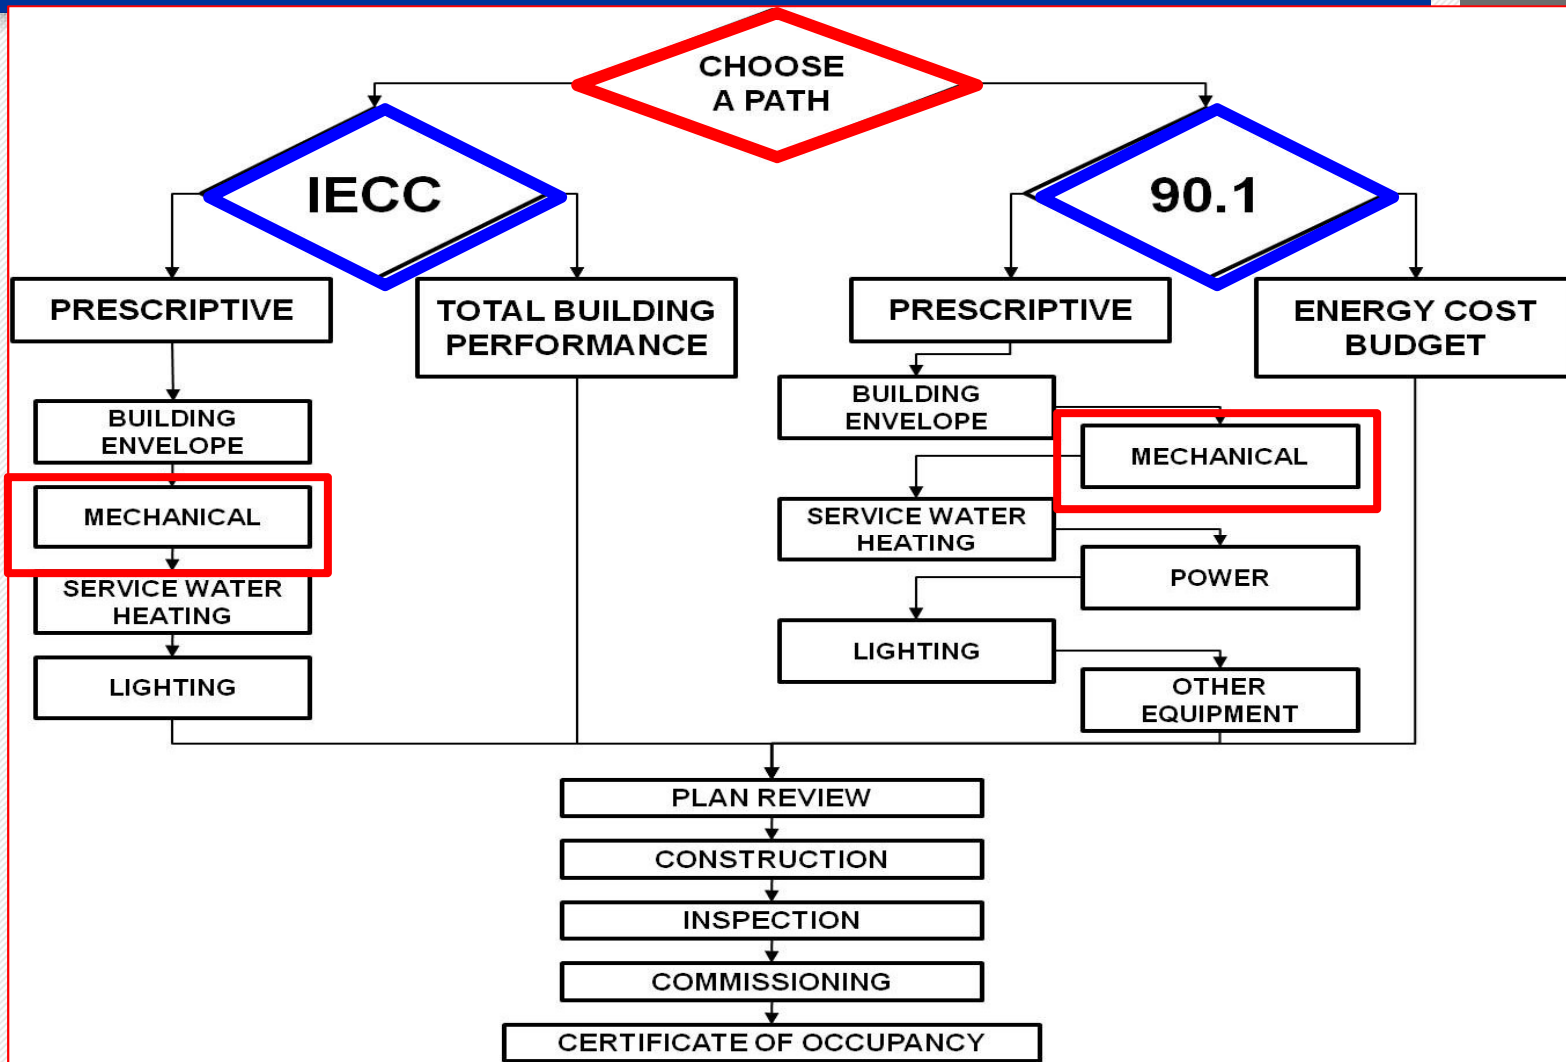 CHOOSE
A PATH
IECC
90.1
PRESCRIPTIVE
TOTAL BUILDING
PERFORMANCE
PRESCRIPTIVE
ENERGY COST
BUDGET
BUILDING
ENVELOPE
MECHANICAL
SERVICE WATER
HEATING
LIGHTING
BUILDING
ENVELOPE
MECHANICAL
SERVICE WATER
HEATING
POWER
LIGHTING
OTHER
EQUIPMENT
PLAN REVIEW
CONSTRUCTION
INSPECTION
COMMISSIONING
CERTIFICATE OF OCCUPANCY